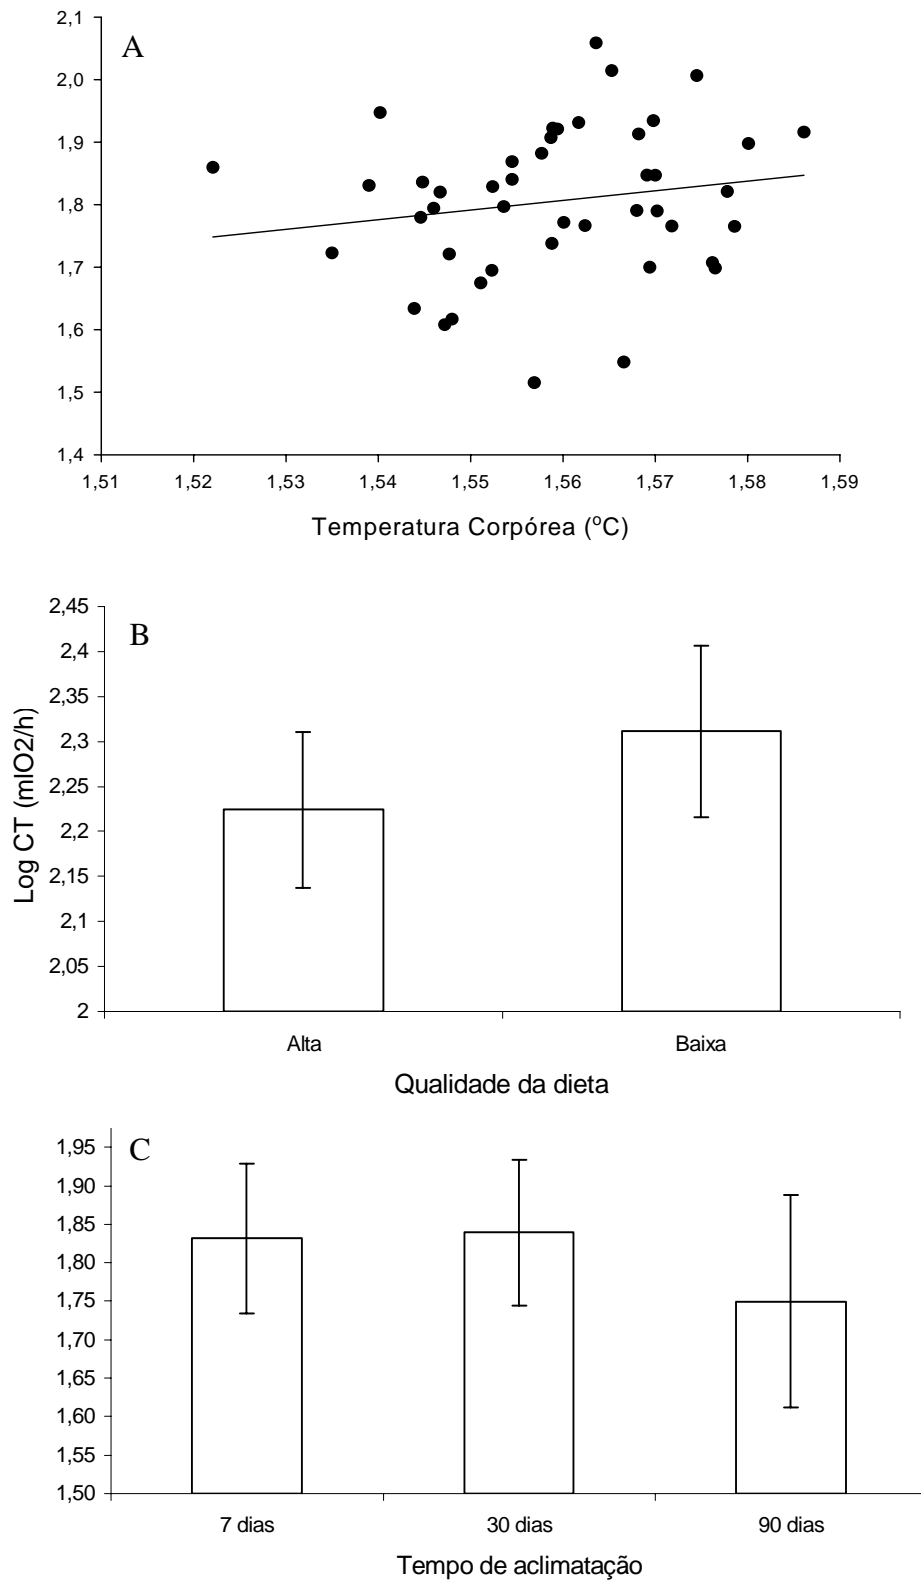 A
2,1
2,0
1,9
1,8
1,7
1,6
1,5
1,4
1,51 1,52 1,53 1,54 1,55 1,56 1,57 1,58 1,59
Temperatura Corpórea (oC)
B
2,45
2,4
2,35
2,3
2,25
2,2
2,15
2,1
2,05
2
Log CT (mlO2/h)
Alta Baixa
Qualidade da dieta
C
1,95
1,90
1,85
1,80
1,75
1,70
1,65
1,60
1,55
1,50
7 dias 30 dias 90 dias
Tempo de aclimatação